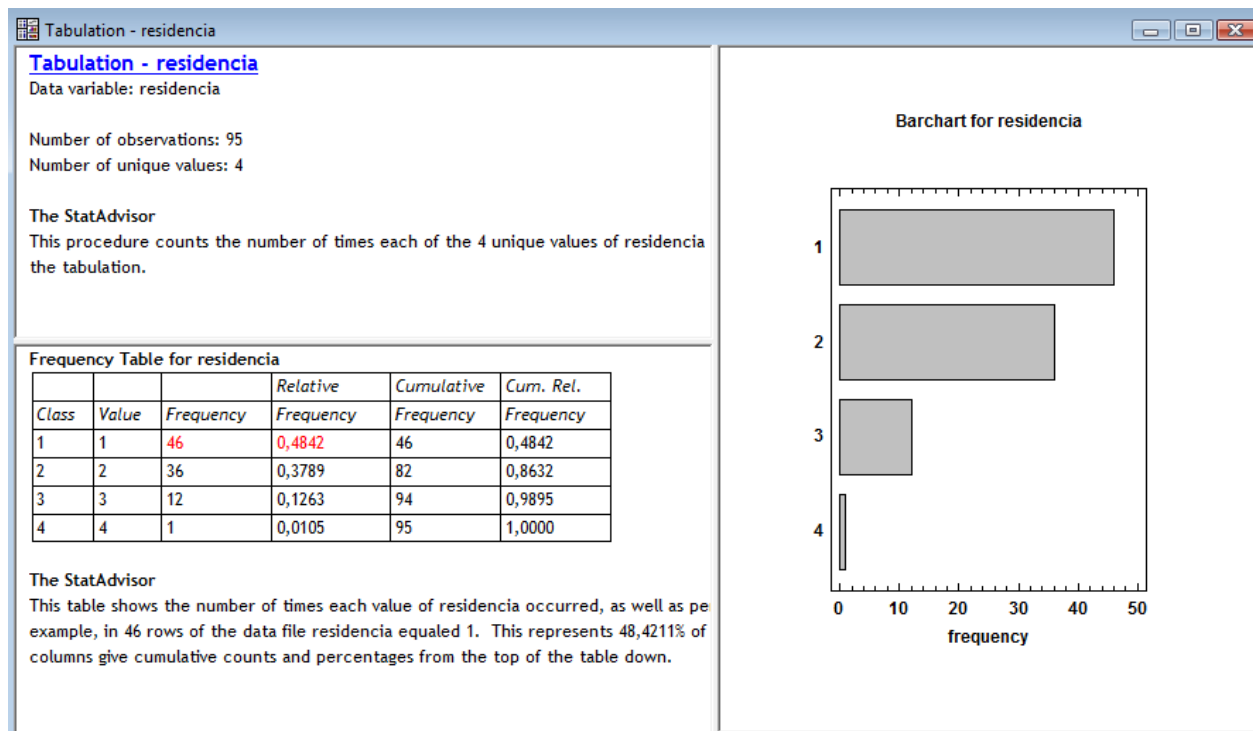 Tabulation - residencia
Tabulation - residencia
Data variable: residencia
Number of observations: 95
Number of unique values: 4
The StatAdvisor
This procedure counts the number of times each of the 4 unique values of residencia
the tabulation.
Frequency Table for residencia
Relative Cumulative Cum. Rel.
Class Value Frequency Frequency Frequency Frequency
1 1 46 0,4842 46 0,4842
2 2 36 0,3789 82 0,8632
3 3 12 0,1263 94 0,9895
4 4 1 0,0105 95 1,0000
The StatAdvisor
This table shows the number of times each value of residencia occurred, as well as pe
example, in 46 rows of the data file residencia equaled 1. This represents 48,4211% of
columns give cumulative counts and percentages from the top of the table down.
Barchart for residencia
1
2
3
4
0 10 20 30 40 50
frequency